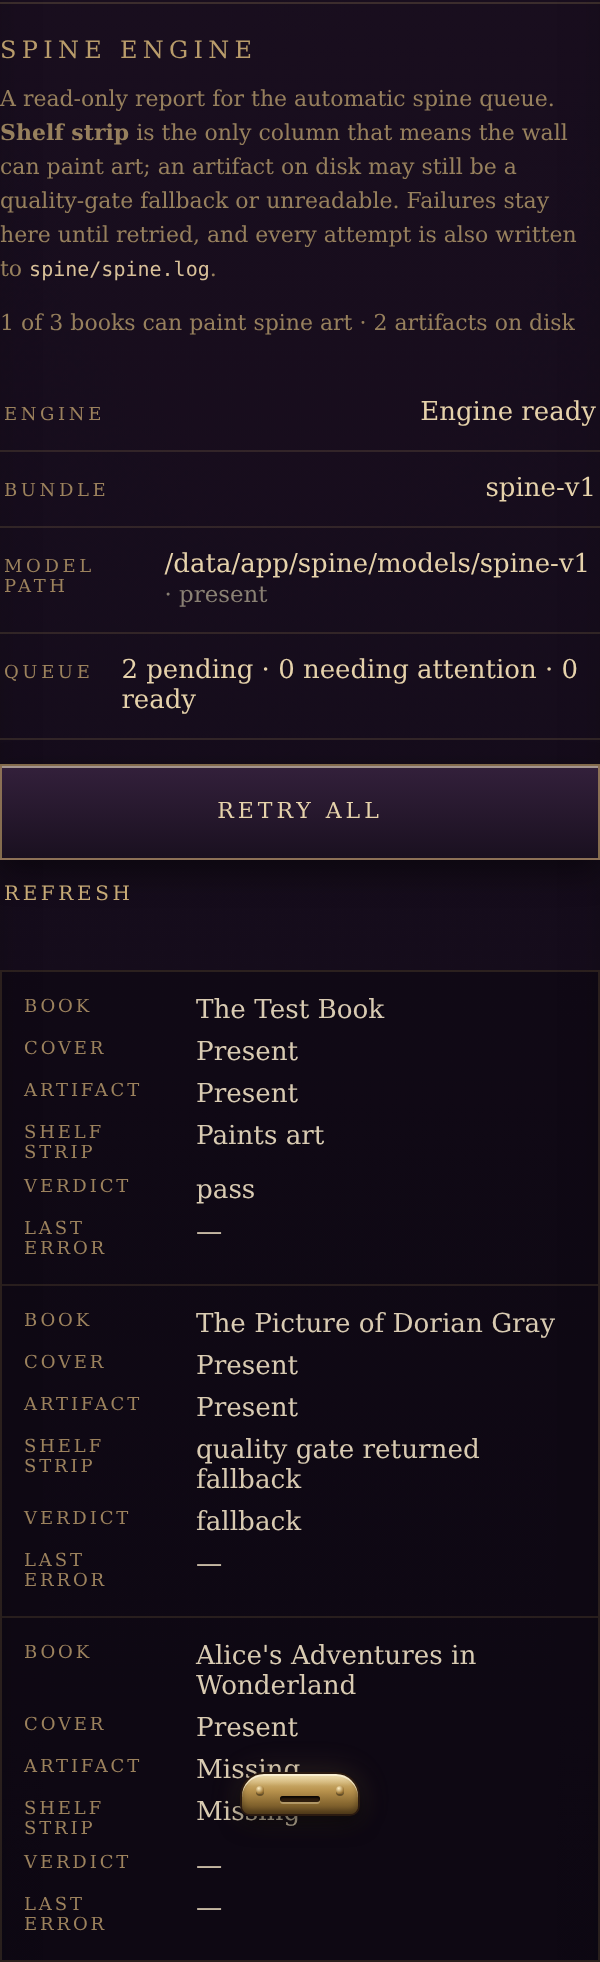 SPINE ENGINE
A read-only report for the automatic spine queue.
Shelf strip is the only column that means the wall
can paint art; an artifact on disk may still be a
quality-gate fallback or unreadable. Failures stay
here until retried, and every attempt is also written
to spine/spine.log.
1 of 3 books can paint spine art · 2 artifacts on disk
ENGINE Engine ready
BUNDLE spine-v1
MODEL PATH /data/app/spine/models/spine-v1
· present
QUEUE 2 pending · 0 needing attention · 0
ready
RETRY ALL
REFRESH
BOOK The Test Book
COVER Present
ARTIFACT Present
SHELF STRIP Paints art
VERDICT pass
LAST ERROR —
BOOK The Picture of Dorian Gray
COVER Present
ARTIFACT Present
SHELF STRIP quality gate returned
fallback
VERDICT fallback
LAST ERROR —
BOOK Alice's Adventures in
Wonderland
COVER Present
ARTIFACT Missing
SHELF STRIP Missing
VERDICT —
LAST ERROR —